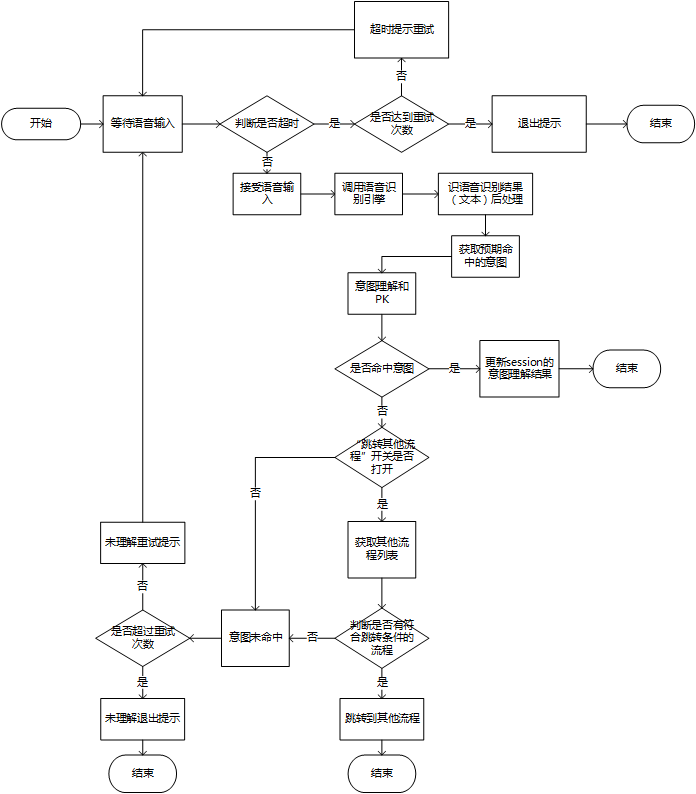 超时提示重试
否
开始
等待语音输入
判断是否超时
是
是否达到重试
次数
是
退出提示
结束
否
接受语音输
入
调用语音识
别引擎
识语音识别结果
（文本）后处理
获取预期命
中的意图
意图理解和
PK
是否命中意图
是
更新session的
意图理解结果
结束
否
“跳转其他流
程”开关是否
打开
否
是
未理解重试提示
获取其他流
程列表
否
是否超过重试
次数
意图未命中
否
判断是否有符
合跳转条件的
流程
是
是
未理解退出提示
跳转到其他流程
结束
结束